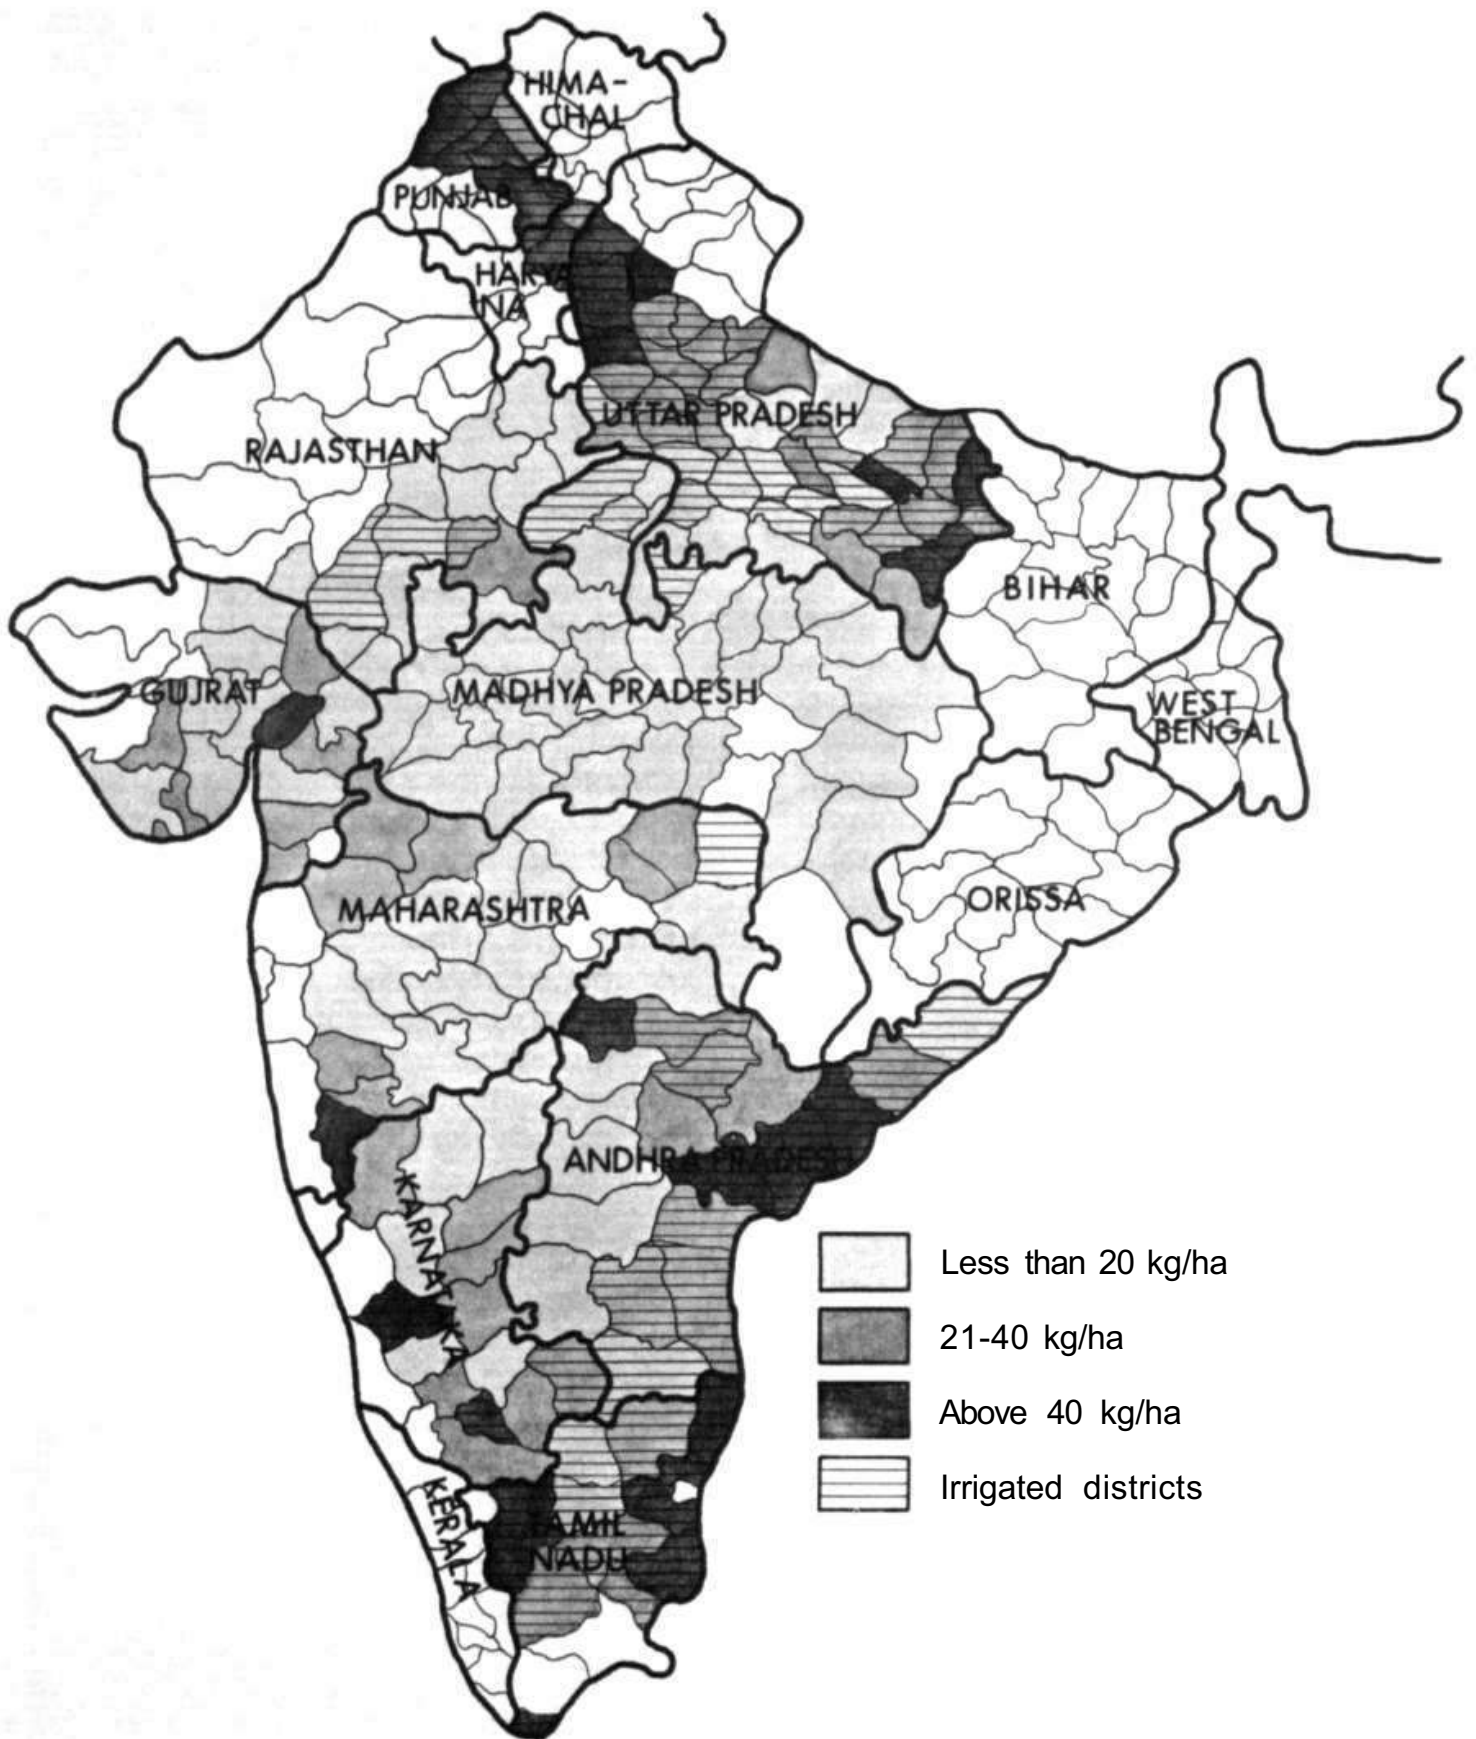 HIMA-
CHAL
PUNJAB
HARYA
NA
UTTAR PRADESH
RAJASTHAN
BIHAR
GUJRAT
MADHYA PRADESH
WEST
BENGAL
MAHARASHTRA
ORISSA
ANDHRA PRADESH
KARNATKA
Less than 20 kg/ha
21-40 kg/ha
Above 40 kg/ha
Irrigated districts
KERALA
TAMIL
NADU